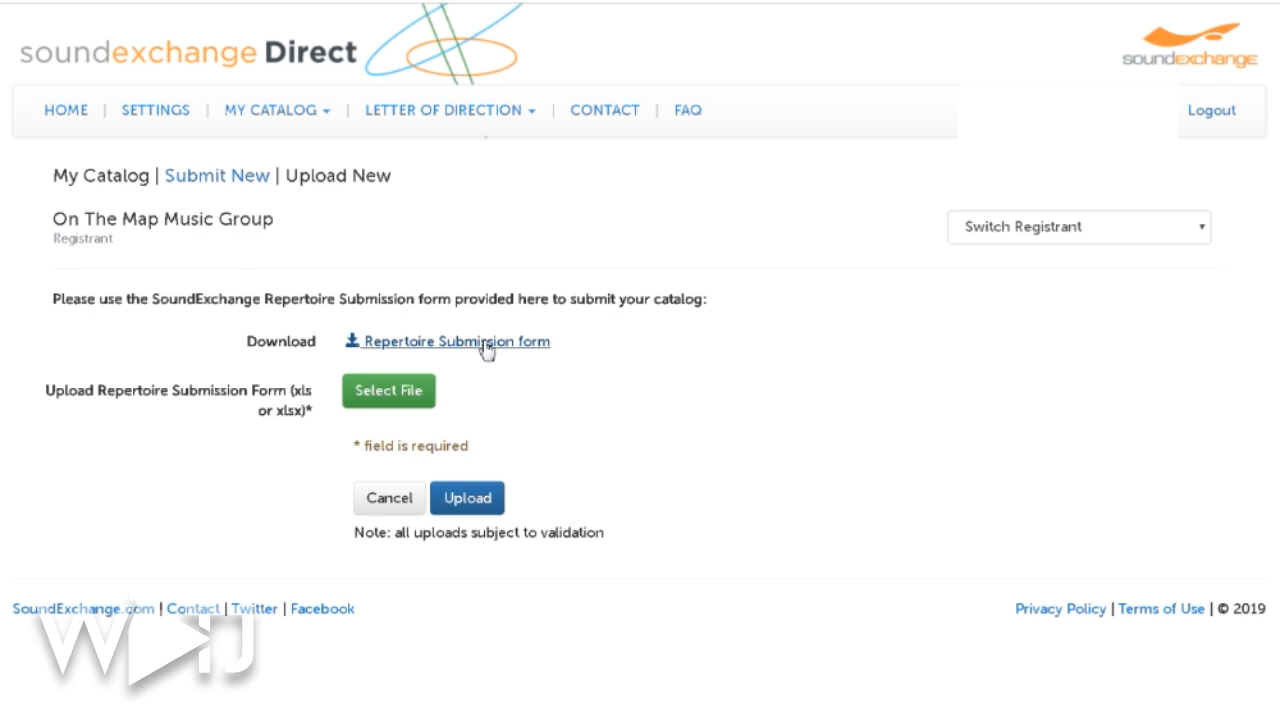 soundexchange Direct
soundexchange
HOME | SETTINGS | MY CATALOG | LETTER OF DIRECTION | CONTACT | FAQ
Logout
My Catalog | Submit New | Upload New
On The Map Music Group
Registrant
Switch Registrant
Please use the SoundExchange Repertoire Submission form provided here to submit your catalog:
Download
Repertoire Submission form
Upload Repertoire Submission Form (xls
or xlsx)*
Select File
* field is required
Cancel
Upload
Note: all uploads subject to validation
SoundExchange.com | Contact | Twitter | Facebook
Privacy Policy | Terms of Use | © 2019